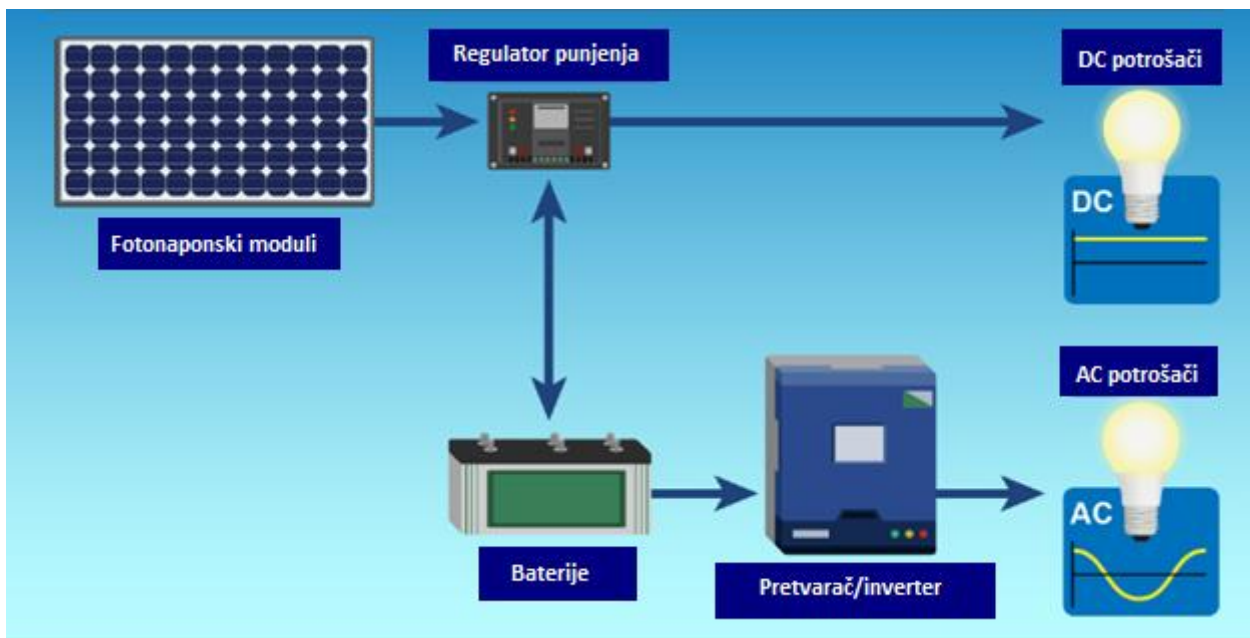 Regulator punjenja
DC potrošači
Fotonaponski moduli
DC
AC potrošači
AC
Baterije
Pretvarač/inverter